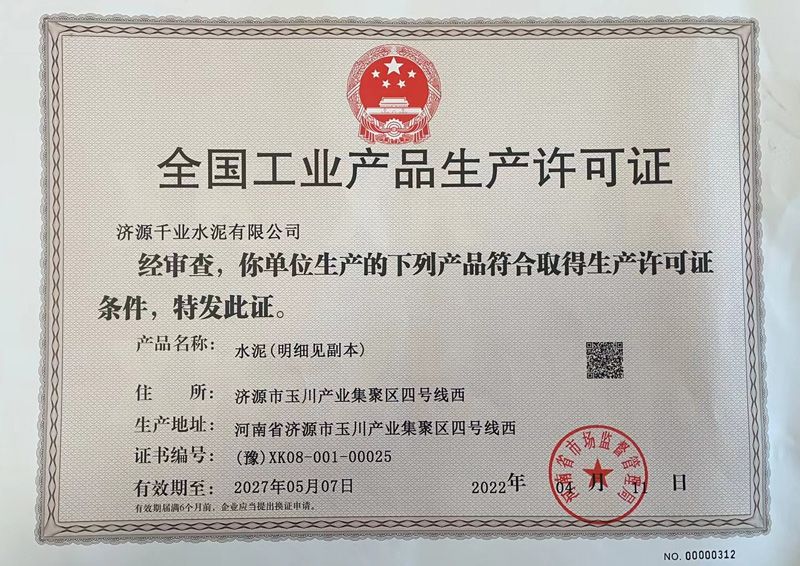 全国工业产品生产许可证
济源千业水泥有限公司
经审查，你单位生产的下列产品符合取得生产许可证
条件，特发此证。
产品名称： 水泥(明细见副本)
住 所： 济源市玉川产业集聚区四号线西
生产地址： 河南省济源市玉川产业集聚区四号线西
证书编号： (豫)XK08-001-00025
有效期至： 2027年05月07日
2022年 04 月 11 日
河南省市场监督管理局
有效期届满6个月前，企业应当提出换证申请。
NO. 00000312